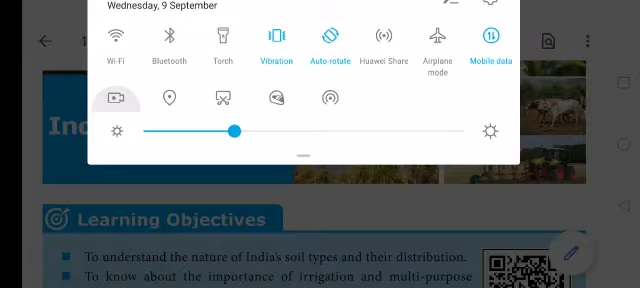 Wednesday, 9 September
Wi-Fi
Bluetooth
Torch
Vibration
Auto-rotate
Huawei Share
Airplane
mode
Mobile data
Learning Objectives
To understand the nature of India's soil types and their distribution.
To know about the importance of irrigation and multi-purpose